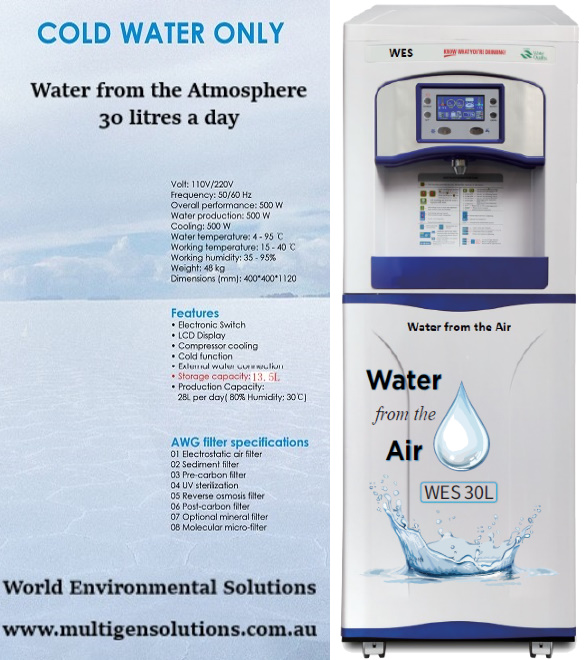 COLD WATER ONLY
Water from the Atmosphere
30 litres a day
Volt: 110V/220V
Frequency: 50/60 Hz
Overall performance: 500 W
Water production: 500 W
Cooling: 500 W
Water temperature: 4 - 95 ℃
Working temperature: 15 - 40 ℃
Working humidity: 35 - 95%
Weight: 48 kg
Dimensions (mm): 400*400*1120
Features
• Electronic Switch
• LCD Display
• Compressor cooling
• Cold function
• External water connection
• Storage capacity: 13.5L
• Production Capacity:
28L per day( 80% Humidity; 30℃)
AWG filter specifications
01 Electrostatic air filter
02 Sediment filter
03 Pre-carbon filter
04 UV sterilization
05 Reverse osmosis filter
06 Post-carbon filter
07 Optional mineral filter
08 Molecular micro-filter
World Environmental Solutions
www.multigensolutions.com.au
WES
KNOW WHAT YOU'RE DRINKING!
Water from the Air
Water
from the
Air
WES 30L